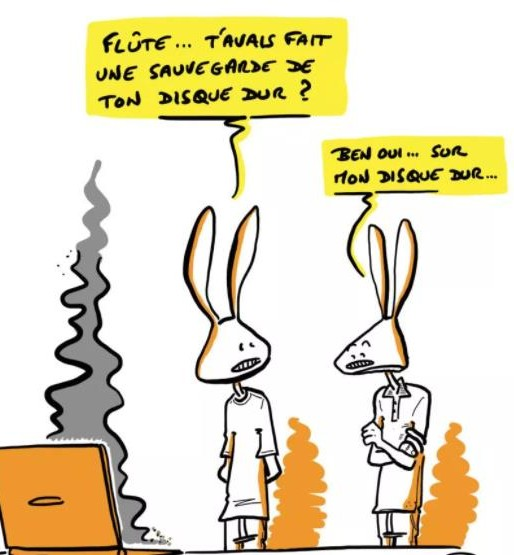 FLÛTE... T'AVAIS FAIT
UNE SAUVEGARDE DE
TON DISQUE DUR ?
BEN OUI... SUR
MON DISQUE DUR...